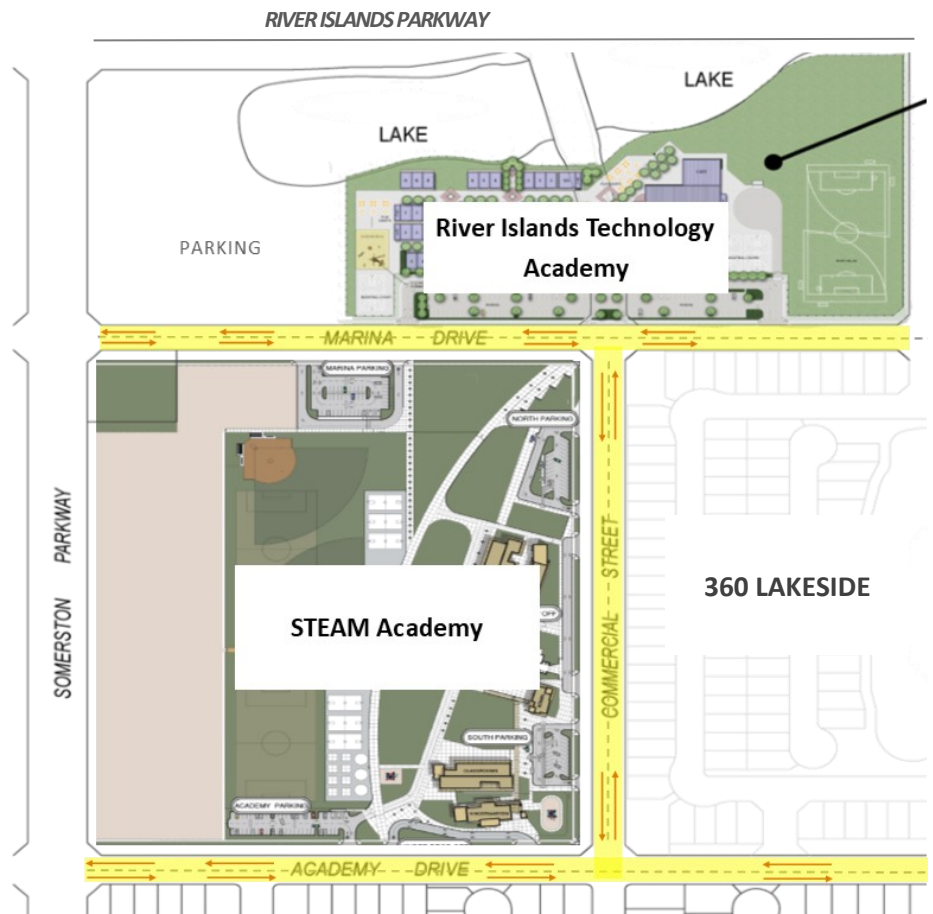 RIVER ISLANDS PARKWAY
LAKE
LAKE
PARKING
River Islands Technology
Academy
MARINA DRIVE
MARINA PARKING
NORTH PARKING
SOMERSTON PARKWAY
COMMERCIAL STREET
360 LAKESIDE
STEAM Academy
OFF
SOUTH PARKING
ACADEMY PARKING
ACADEMY DRIVE